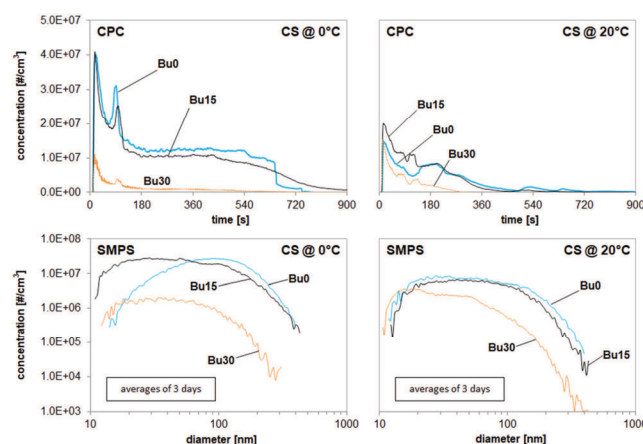 CPC CS @ 0°C
5.0E+07
4.0E+07
3.0E+07
2.0E+07
1.0E+07
0.0E+00
concentration [#/cm³]
Bu0
Bu15
Bu30
0 180 360 540 720 900
time [s]
CPC CS @ 20°C
Bu15
Bu0
Bu30
0 180 360 540 720 900
time [s]
SMPS CS @ 0°C
1.0E+08
1.0E+07
1.0E+06
1.0E+05
1.0E+04
1.0E+03
concentration [#/cm³]
Bu0
Bu15
Bu30
averages of 3 days
10 100 1000
diameter [nm]
SMPS CS @ 20°C
Bu0
Bu30
Bu15
averages of 3 days
10 100 1000
diameter [nm]